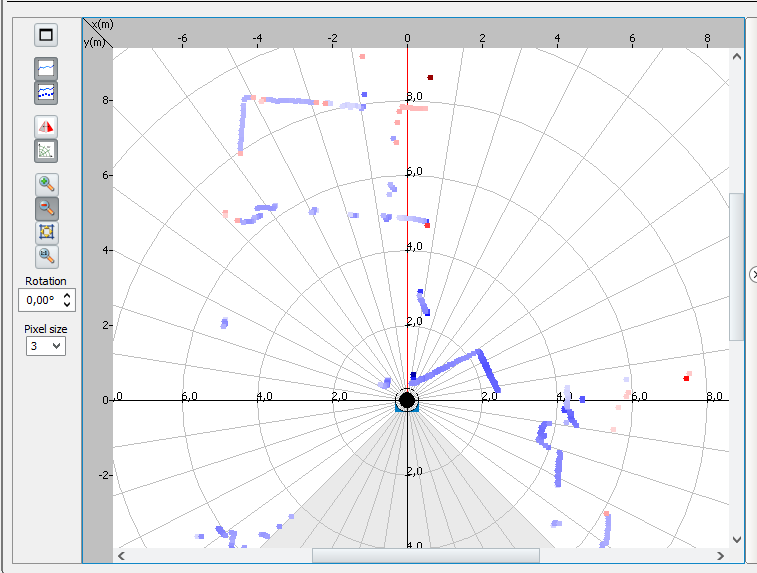 x(m)
y(m)
-6 -4 -2 0 2 4 6 8
8 8,0
6 6,0
4 4,0
2 2,0
0 8,0 6,0 4,0 2,0 2,0 4,0 6,0 8,0
-2 2,0
4,0
Rotation
0,00°
Pixel size
3